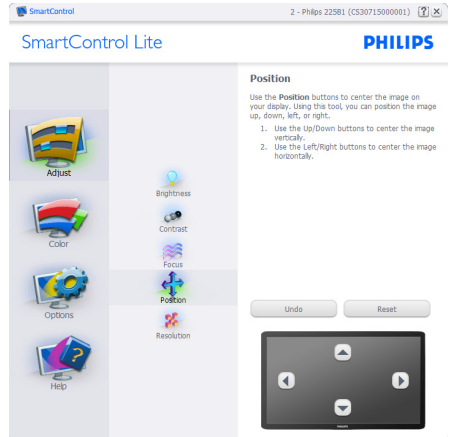 SmartControl
2 - Philips 225B1 (CS30715000001)
? ×
SmartControl Lite
PHILIPS
Adjust
Color
Options
Help
Brightness
Contrast
Focus
Position
Resolution
Position
Use the Position buttons to center the image on
your display. Using this tool, you can position the image
up, down, left, or right.
1. Use the Up/Down buttons to center the image
vertically.
2. Use the Left/Right buttons to center the image
horizontally.
Undo
Reset
PHILIPS